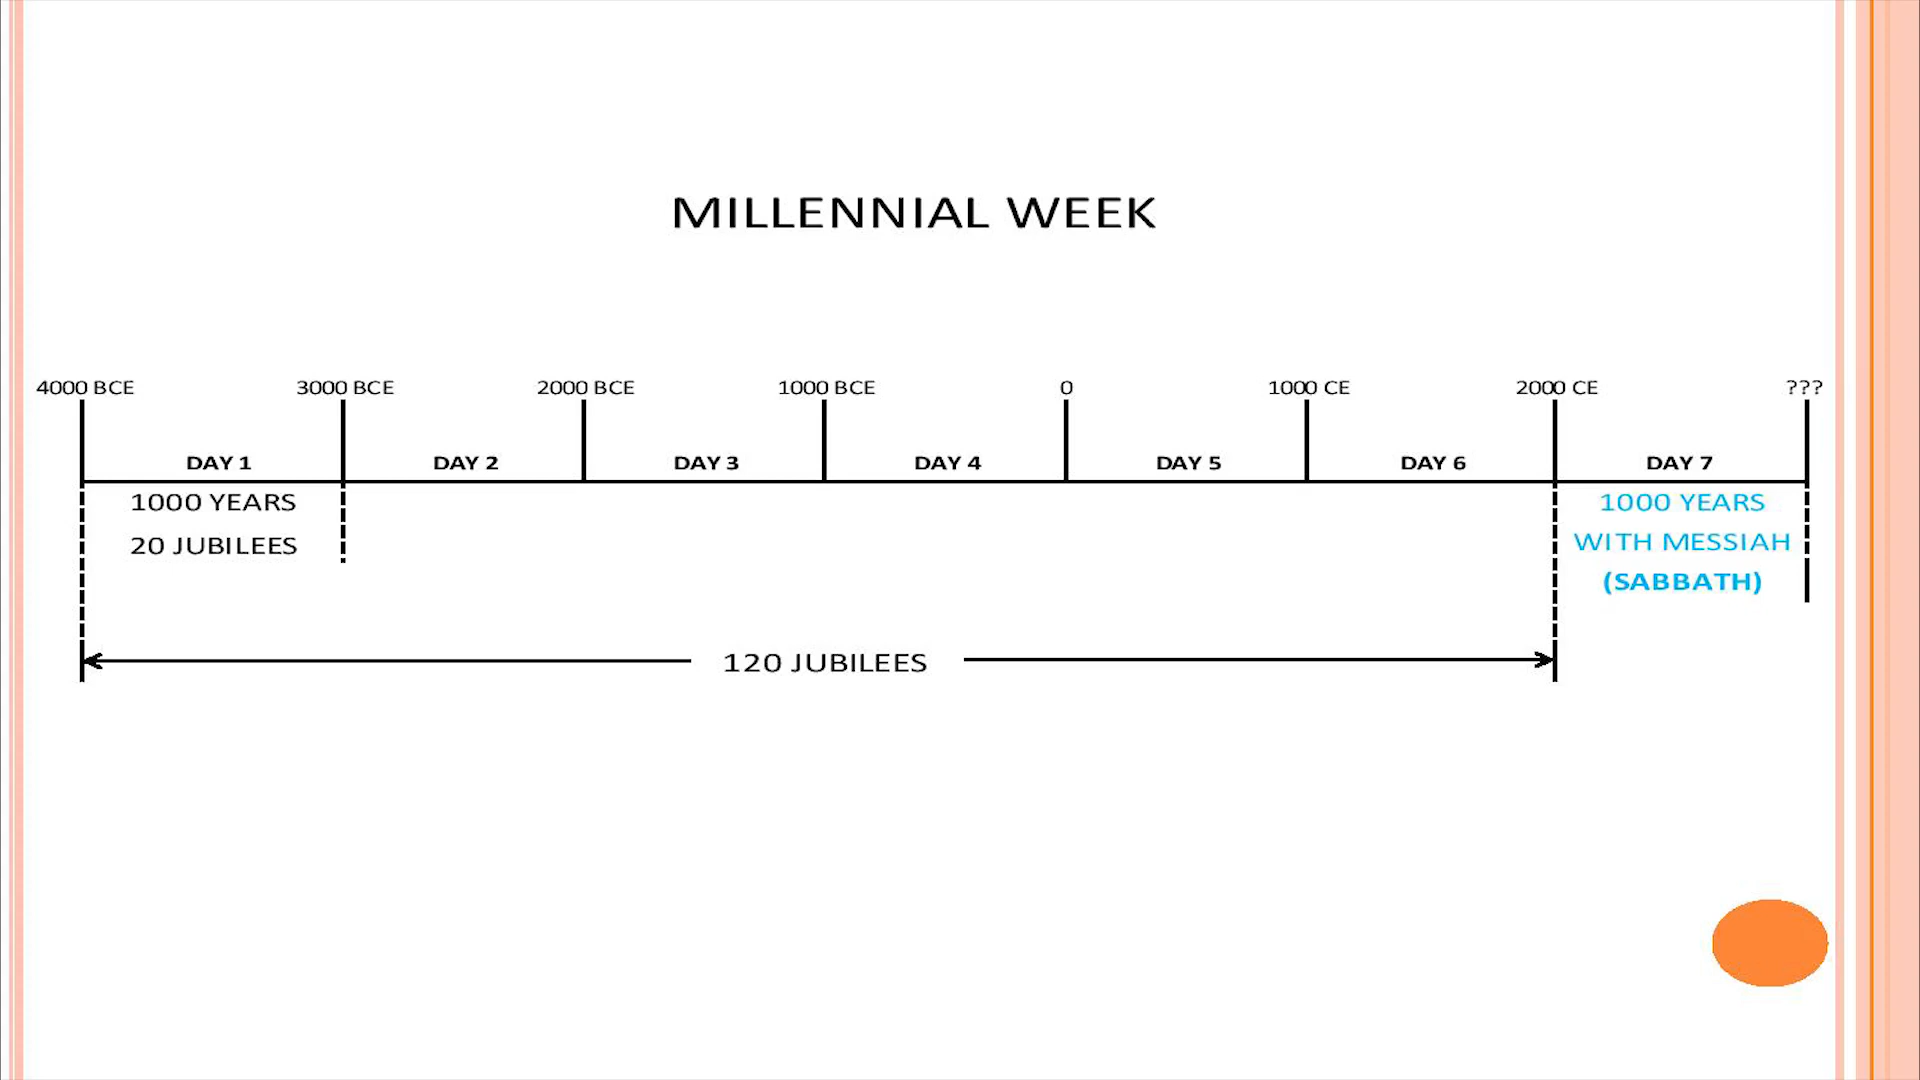 MILLENNIAL WEEK
4000 BCE 3000 BCE 2000 BCE 1000 BCE 0 1000 CE 2000 CE ???
DAY 1 DAY 2 DAY 3 DAY 4 DAY 5 DAY 6 DAY 7
1000 YEARS
20 JUBILEES
1000 YEARS
WITH MESSIAH
(SABBATH)
120 JUBILEES